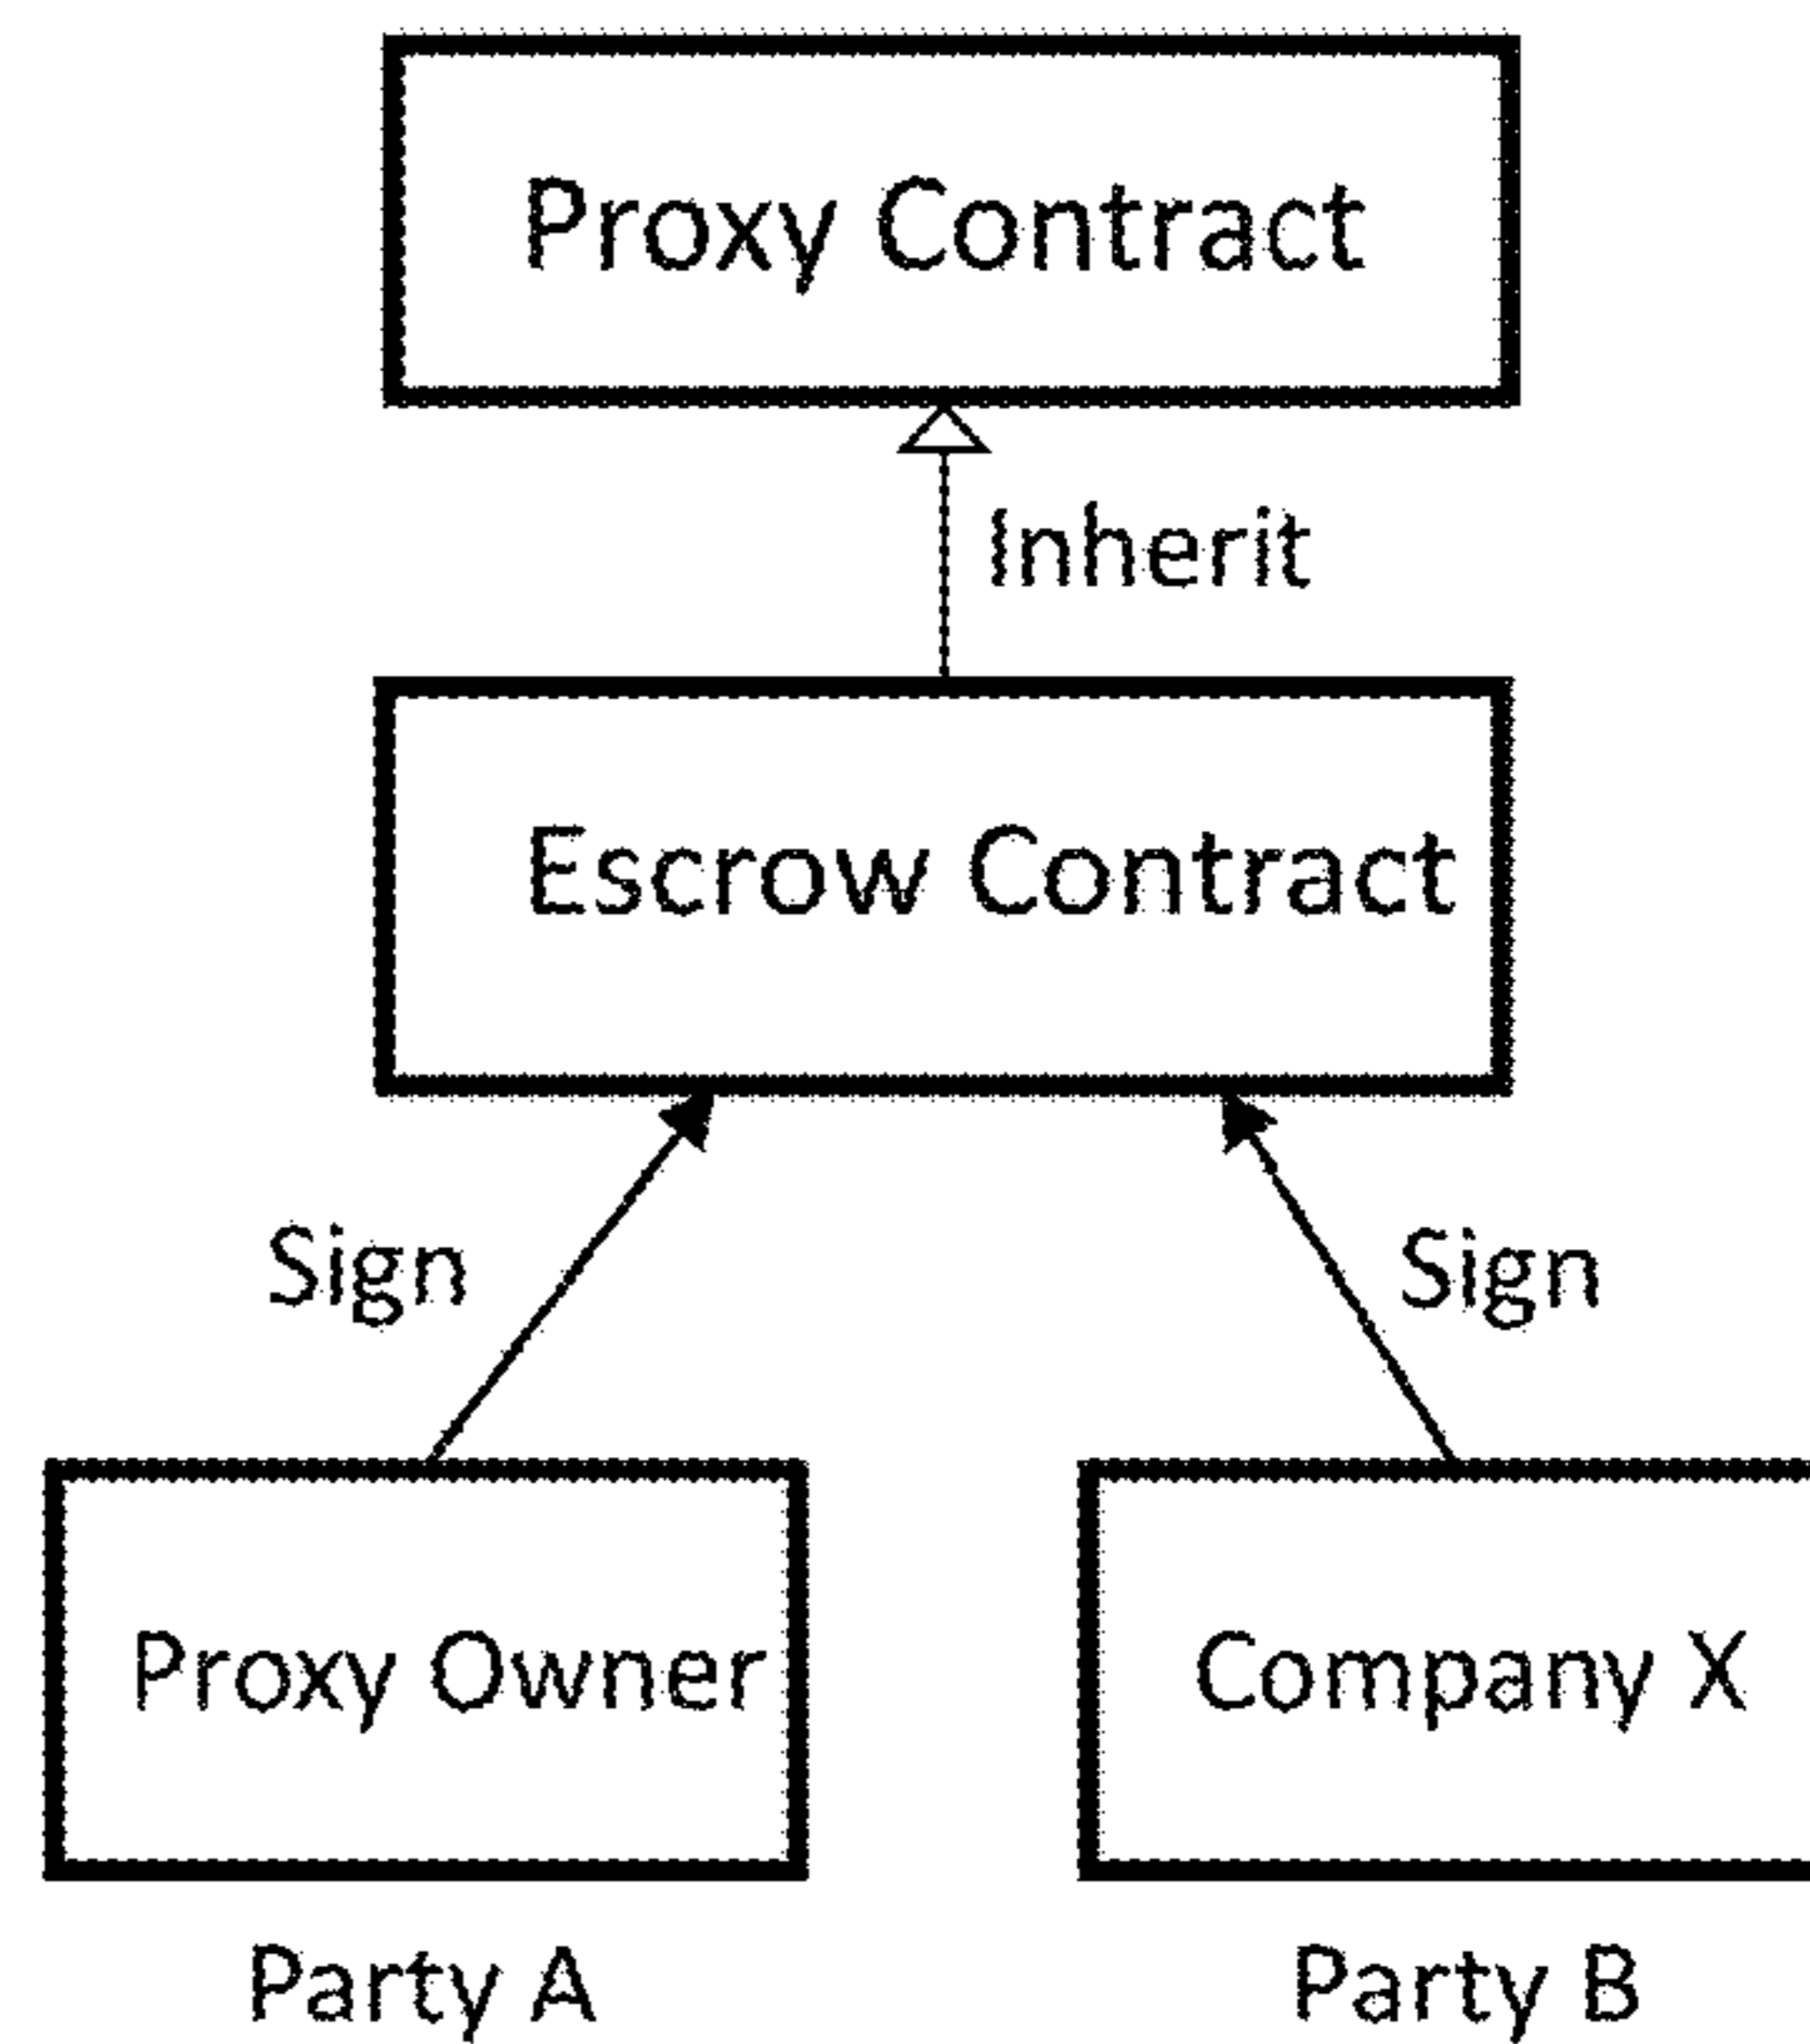 Proxy Contract
Inherit
Escrow Contract
Sign
Sign
Proxy Owner
Company X
Party A
Party B